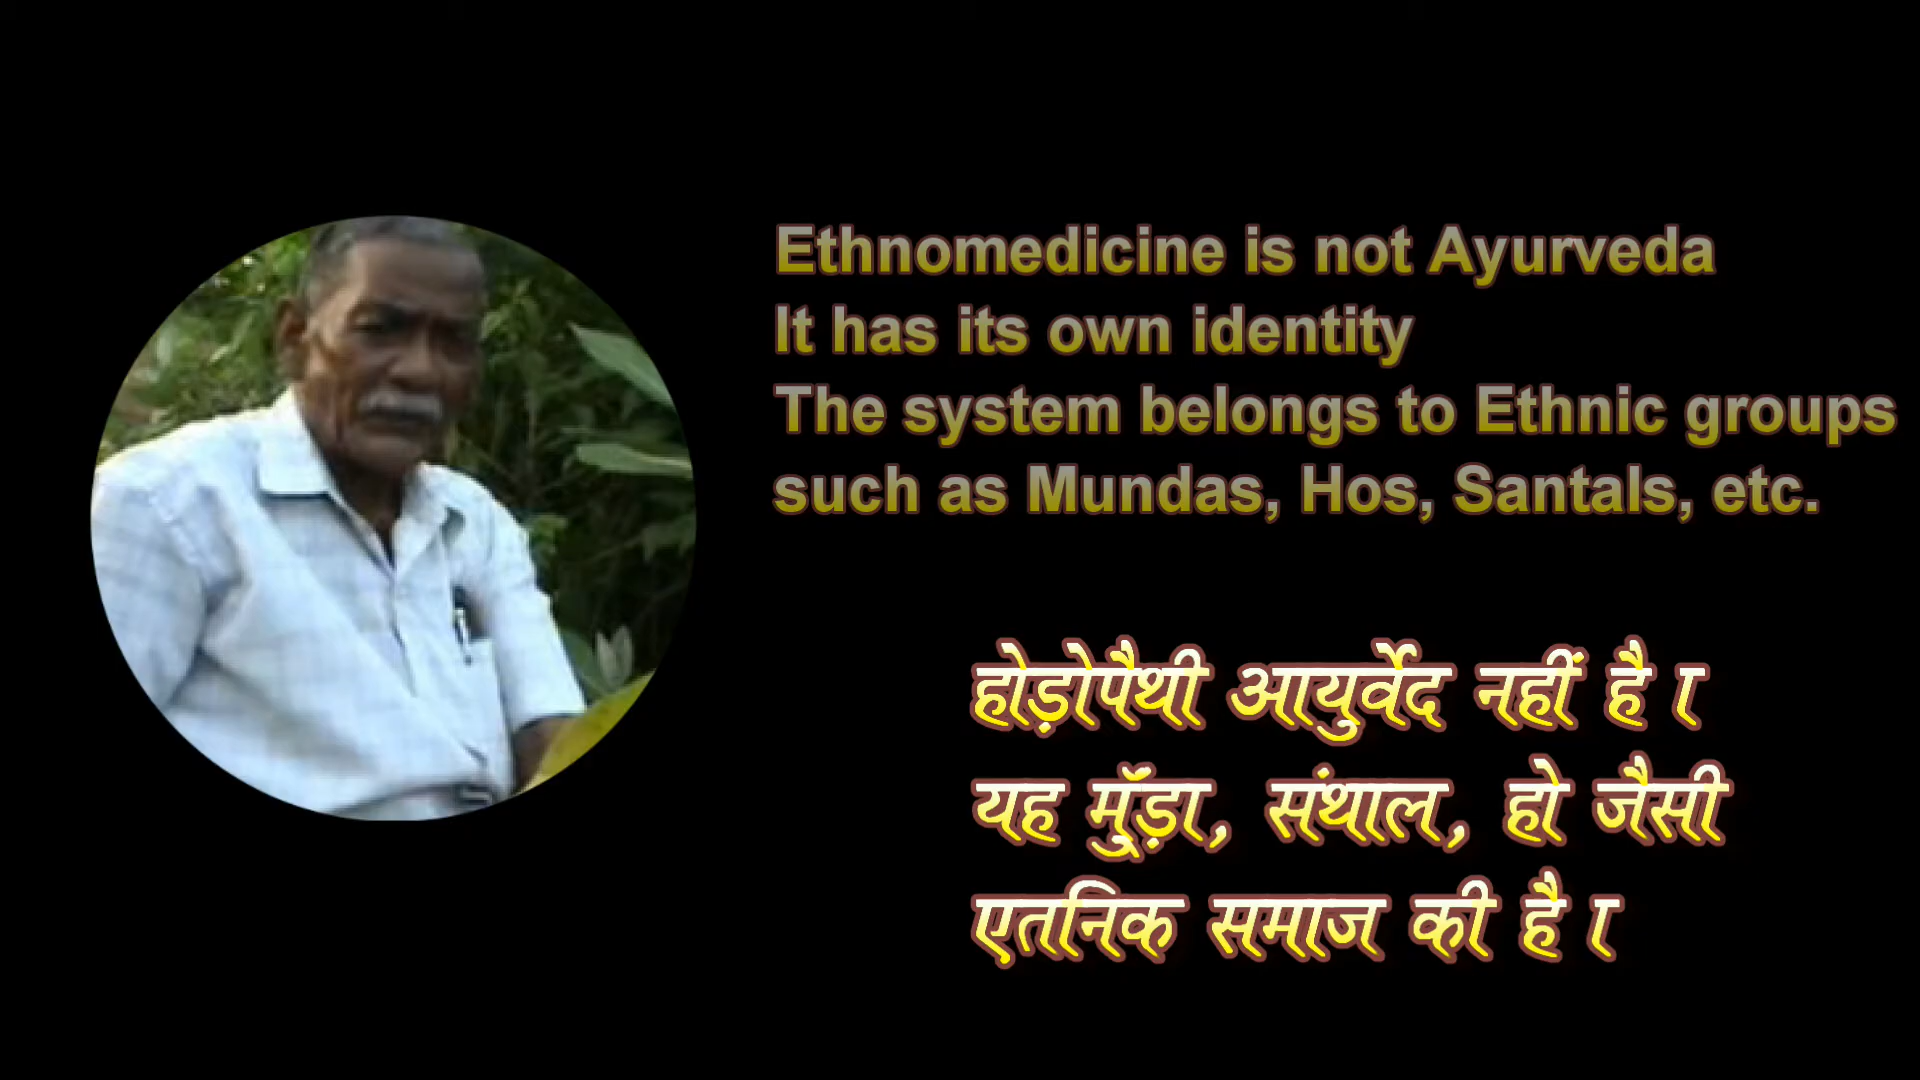 Ethnomedicine is not Ayurveda
It has its own identity
The system belongs to Ethnic groups
such as Mundas, Hos, Santals, etc.
होड़ोपैथी आयुर्वेद नहीं है ।
यह मुॅंड़ा, संथाल, हो जैसी
एतनिक समाज की है ।